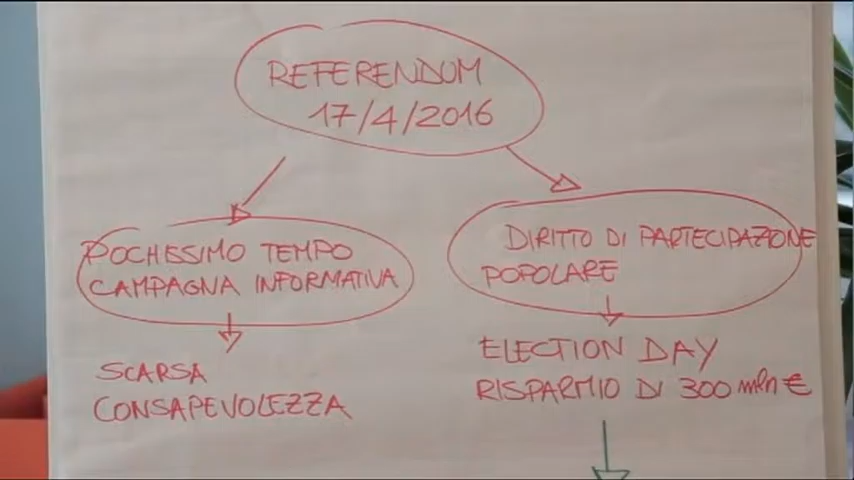 REFERENDUM
17/4/2016
POCHISSIMO TEMPO
CAMPAGNA INFORMATIVA
SCARSA
CONSAPEVOLEZZA
DIRITTO DI PARTECIPAZIONE
POPOLARE
ELECTION DAY
RISPARMIO DI 300 mln €